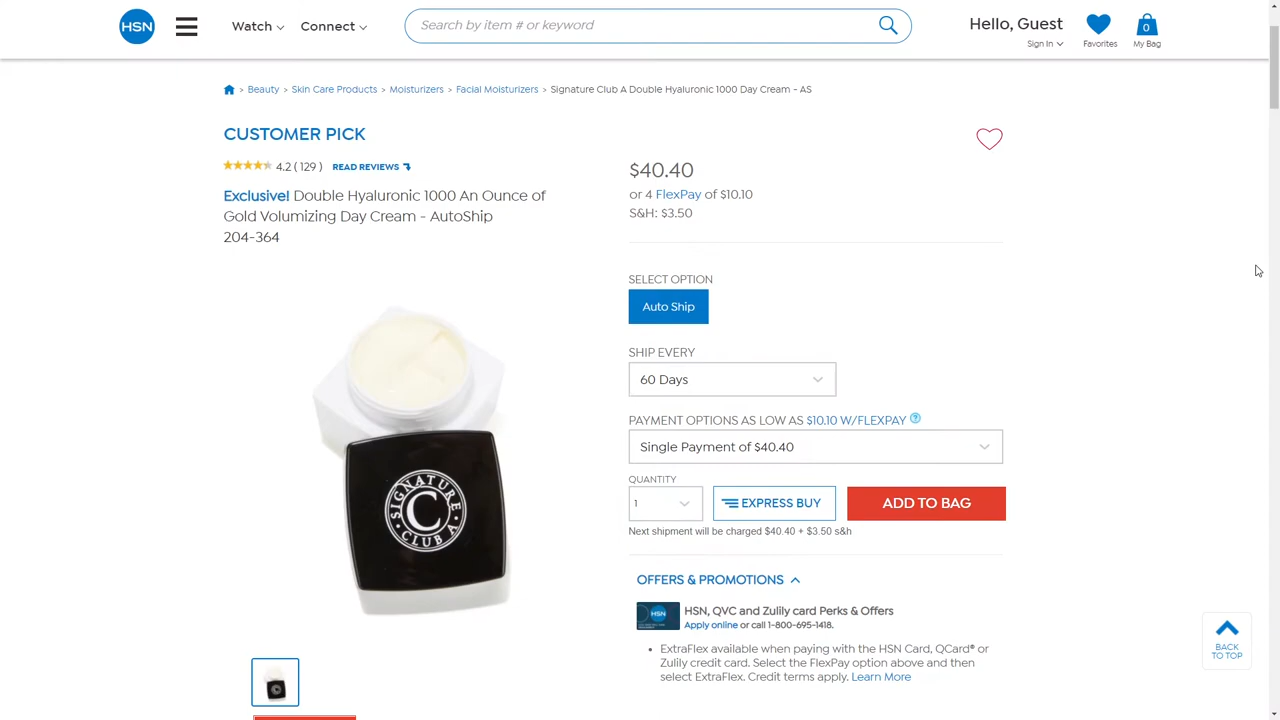 HSN
Watch
Connect
Search by item # or keyword
Hello, Guest
Sign In
Favorites
0
My Bag
> Beauty > Skin Care Products > Moisturizers > Facial Moisturizers > Signature Club A Double Hyaluronic 1000 Day Cream - AS
CUSTOMER PICK
4.2 ( 129 ) READ REVIEWS
Exclusive! Double Hyaluronic 1000 An Ounce of
Gold Volumizing Day Cream - AutoShip
204-364
SIGNATURE
C
CLUB A
$40.40
or 4 FlexPay of $10.10
S&H: $3.50
SELECT OPTION
Auto Ship
SHIP EVERY
60 Days
PAYMENT OPTIONS AS LOW AS $10.10 W/FLEXPAY ?
Single Payment of $40.40
QUANTITY
1
EXPRESS BUY
ADD TO BAG
Next shipment will be charged $40.40 + $3.50 s&h
OFFERS & PROMOTIONS
HSN
HSN, QVC and Zulily card Perks & Offers
Apply online or call 1-800-695-1418.
• ExtraFlex available when paying with the HSN Card, QCard® or
Zulily credit card. Select the FlexPay option above and then
select ExtraFlex. Credit terms apply. Learn More
BACK
TO TOP